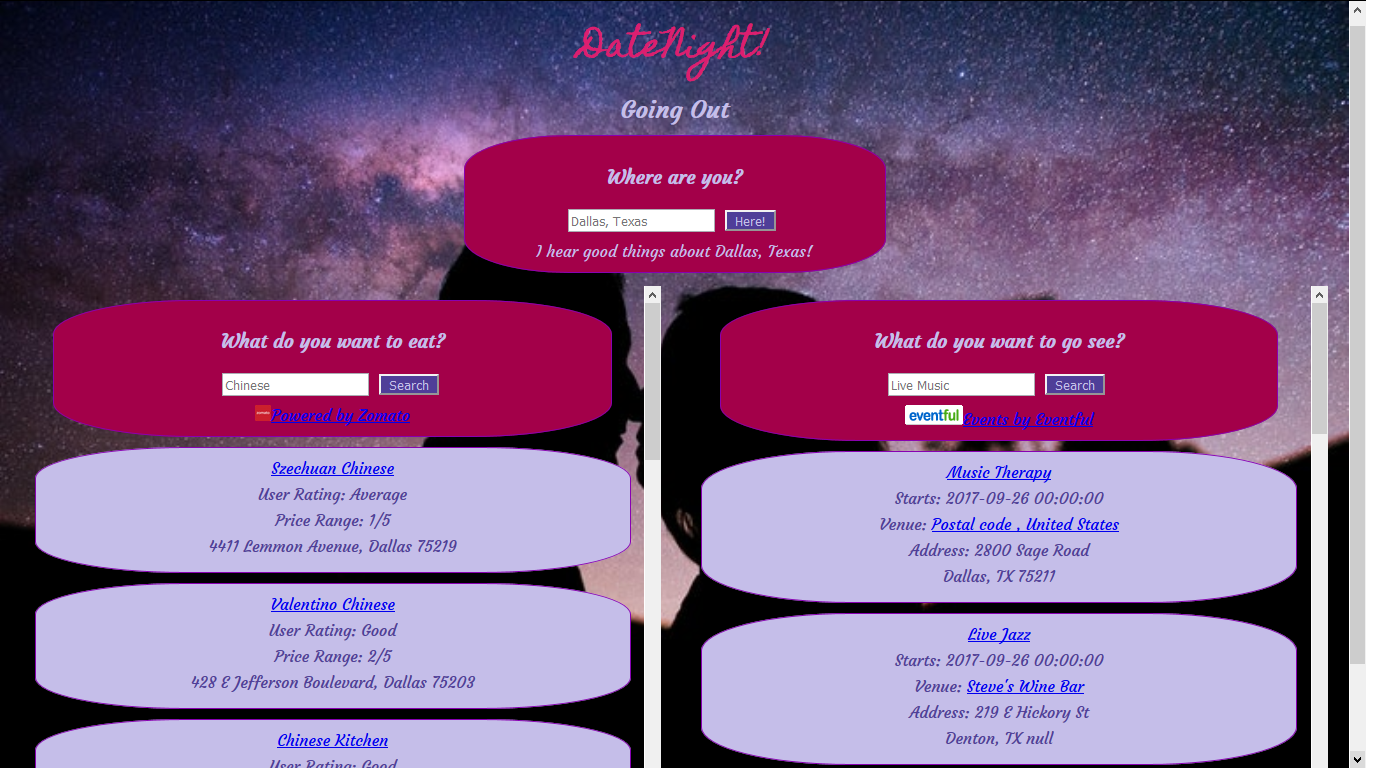 DateNight!
Going Out
Where are you?
Dallas, Texas Here!
I hear good things about Dallas, Texas!
What do you want to eat?
Chinese Search
Powered by Zomato
Szechuan Chinese
User Rating: Average
Price Range: 1/5
4411 Lemmon Avenue, Dallas 75219
Valentino Chinese
User Rating: Good
Price Range: 2/5
428 E Jefferson Boulevard, Dallas 75203
Chinese Kitchen
User Rating: Good
What do you want to go see?
Live Music Search
eventful Events by Eventful
Music Therapy
Starts: 2017-09-26 00:00:00
Venue: Postal code , United States
Address: 2800 Sage Road
Dallas, TX 75211
Live Jazz
Starts: 2017-09-26 00:00:00
Venue: Steve's Wine Bar
Address: 219 E Hickory St
Denton, TX null